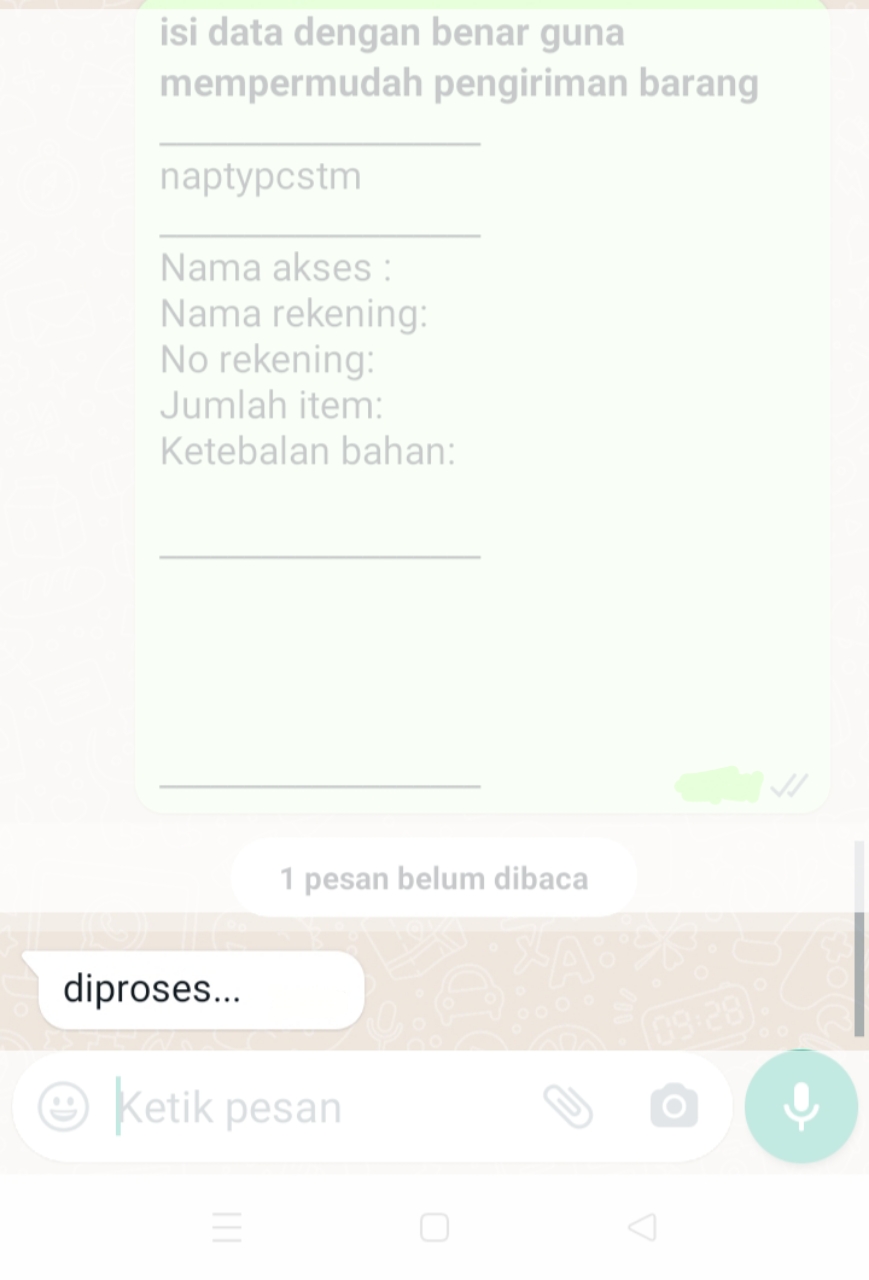 isi data dengan benar guna
mempermudah pengiriman barang
naptypcstm
Nama akses :
Nama rekening:
No rekening:
Jumlah item:
Ketebalan bahan:
1 pesan belum dibaca
diproses...
Ketik pesan